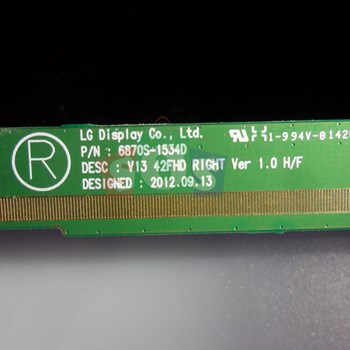 LG Display Co., Ltd.
P/N : 6870S-1534D
DESC : V13 42FHD RIGHT Ver 1.0 H/F
DESIGNED : 2012.09.13
R